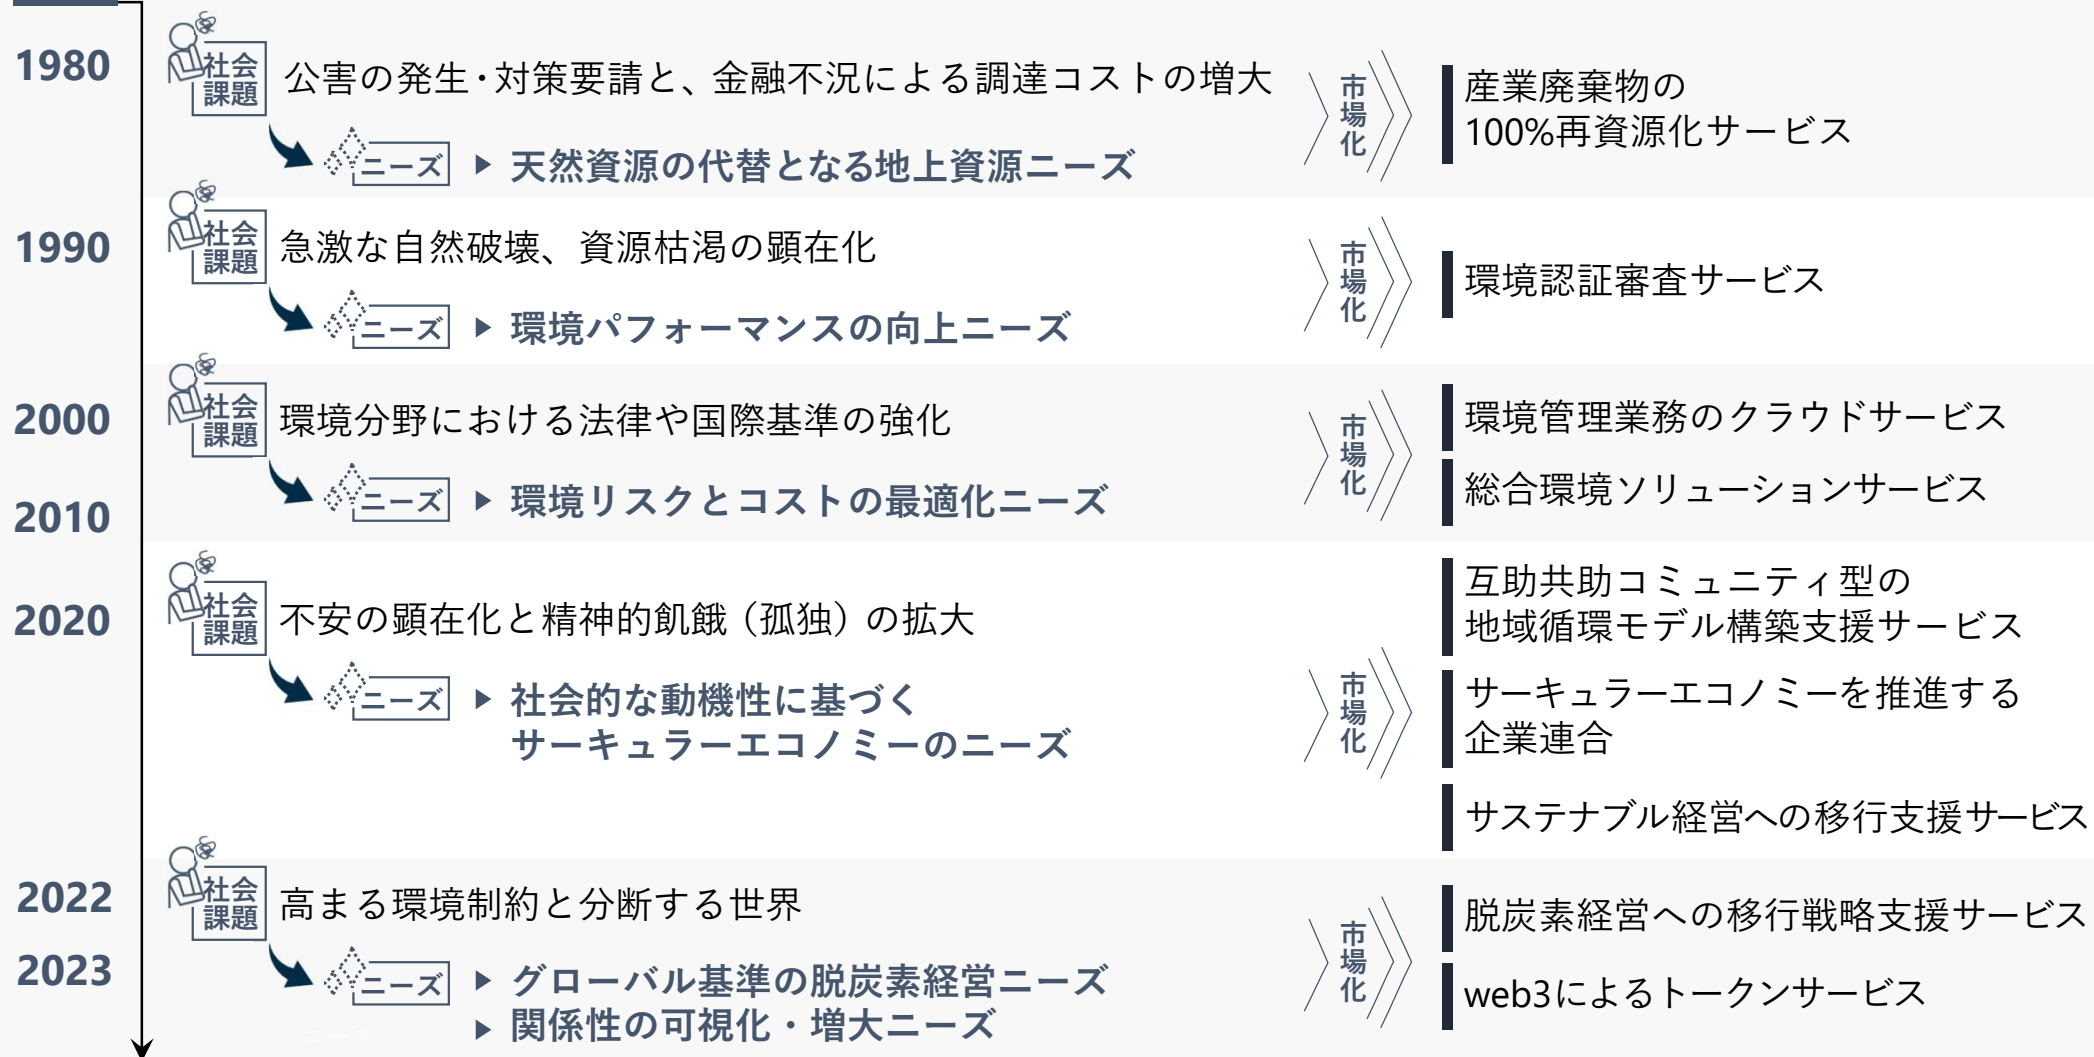 1980
社会
課題
公害の発生・対策要請と、金融不況による調達コストの増大
ニーズ
▶ 天然資源の代替となる地上資源ニーズ
市場化
産業廃棄物の
100%再資源化サービス
1990
社会
課題
急激な自然破壊、資源枯渇の顕在化
ニーズ
▶ 環境パフォーマンスの向上ニーズ
市場化
環境認証審査サービス
2000
2010
社会
課題
環境分野における法律や国際基準の強化
ニーズ
▶ 環境リスクとコストの最適化ニーズ
市場化
環境管理業務のクラウドサービス
総合環境ソリューションサービス
2020
社会
課題
不安の顕在化と精神的飢餓（孤独）の拡大
ニーズ
▶ 社会的な動機性に基づく
サーキュラーエコノミーのニーズ
市場化
互助共助コミュニティ型の
地域循環モデル構築支援サービス
サーキュラーエコノミーを推進する
企業連合
サステナブル経営への移行支援サービス
2022
2023
社会
課題
高まる環境制約と分断する世界
ニーズ
▶ グローバル基準の脱炭素経営ニーズ
▶ 関係性の可視化・増大ニーズ
ニーズ
市場化
脱炭素経営への移行戦略支援サービス
web3によるトークンサービス